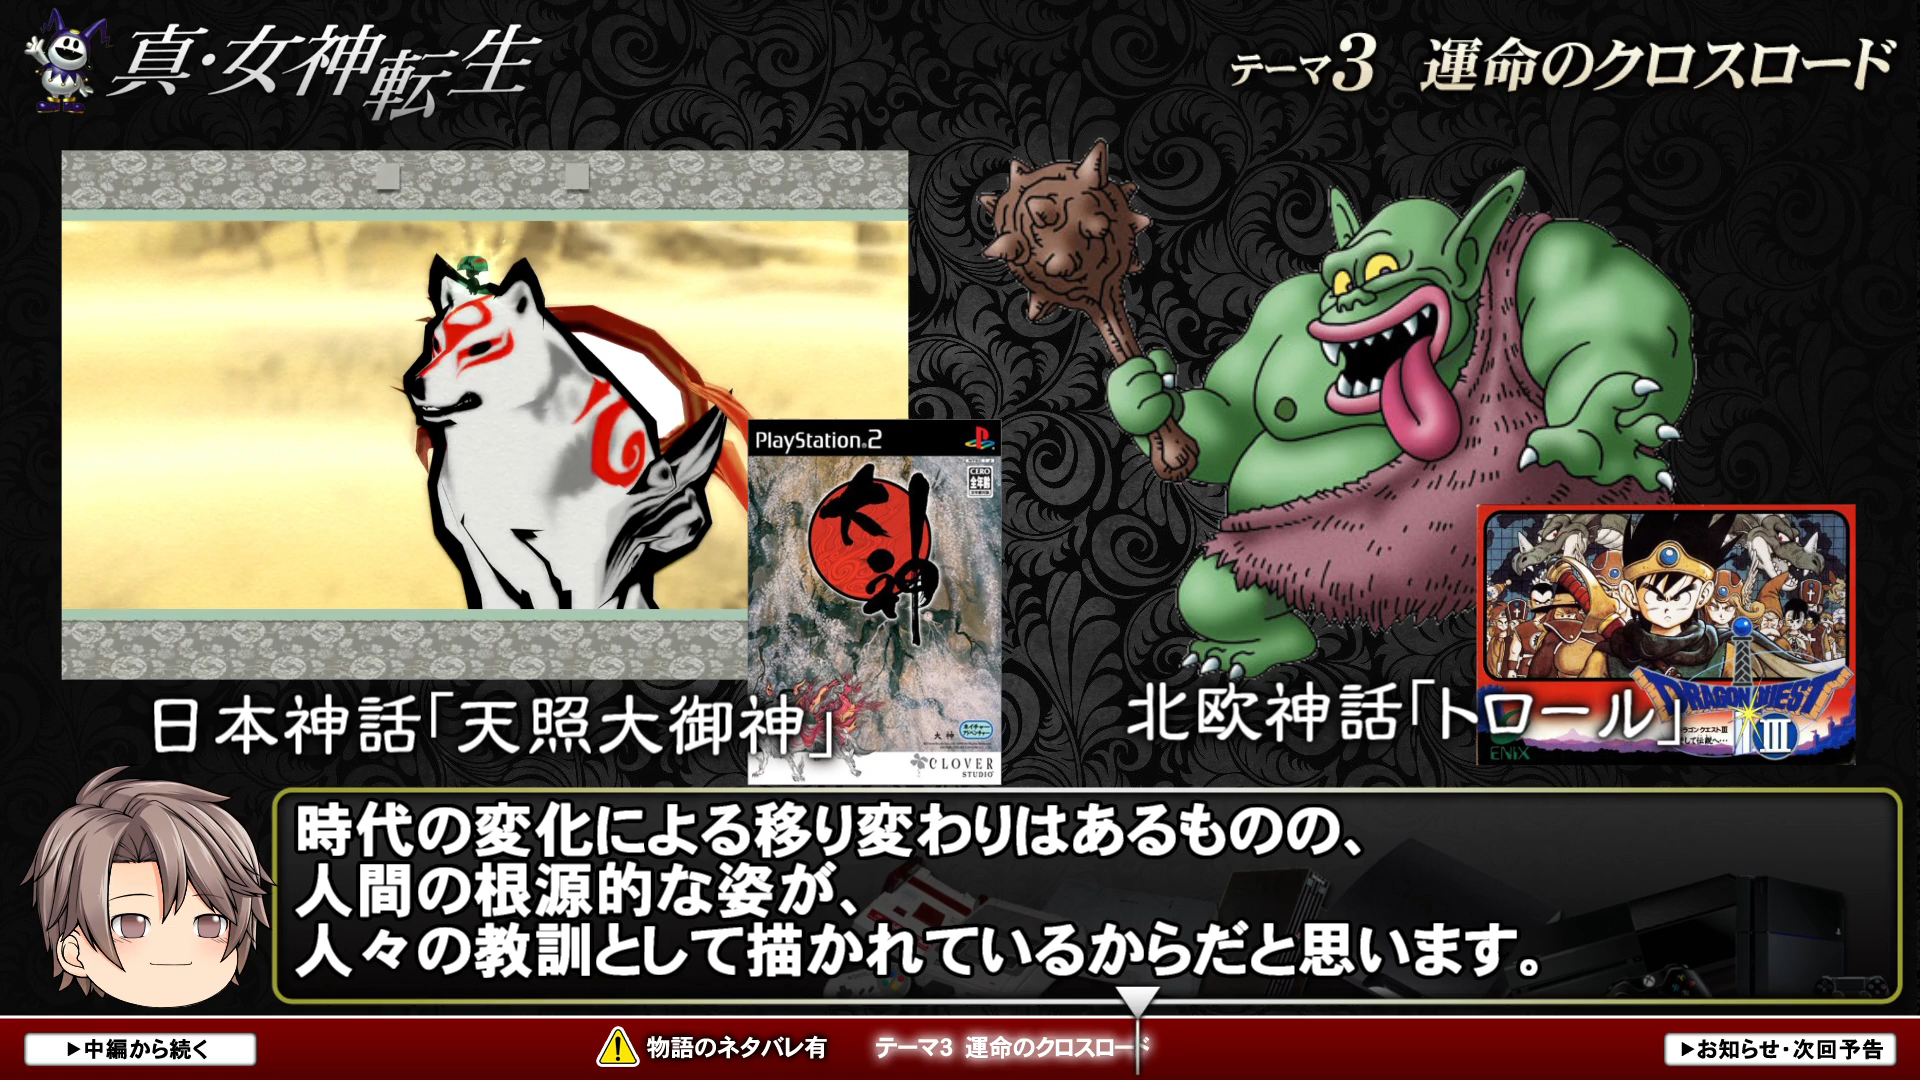 真・女神転生
テーマ3 運命のクロスロード
PlayStation®2
CERO
全年齢
大神
大神
CLOVER
STUDIO
日本神話「天照大御神」
北欧神話「トロール」
DRAGON QUEST
III
ENIX
時代の変化による移り変わりはあるものの、
人間の根源的な姿が、
人々の教訓として描かれているからだと思います。
▶中編から続く
物語のネタバレ有
テーマ3 運命のクロスロード
▶お知らせ・次回予告